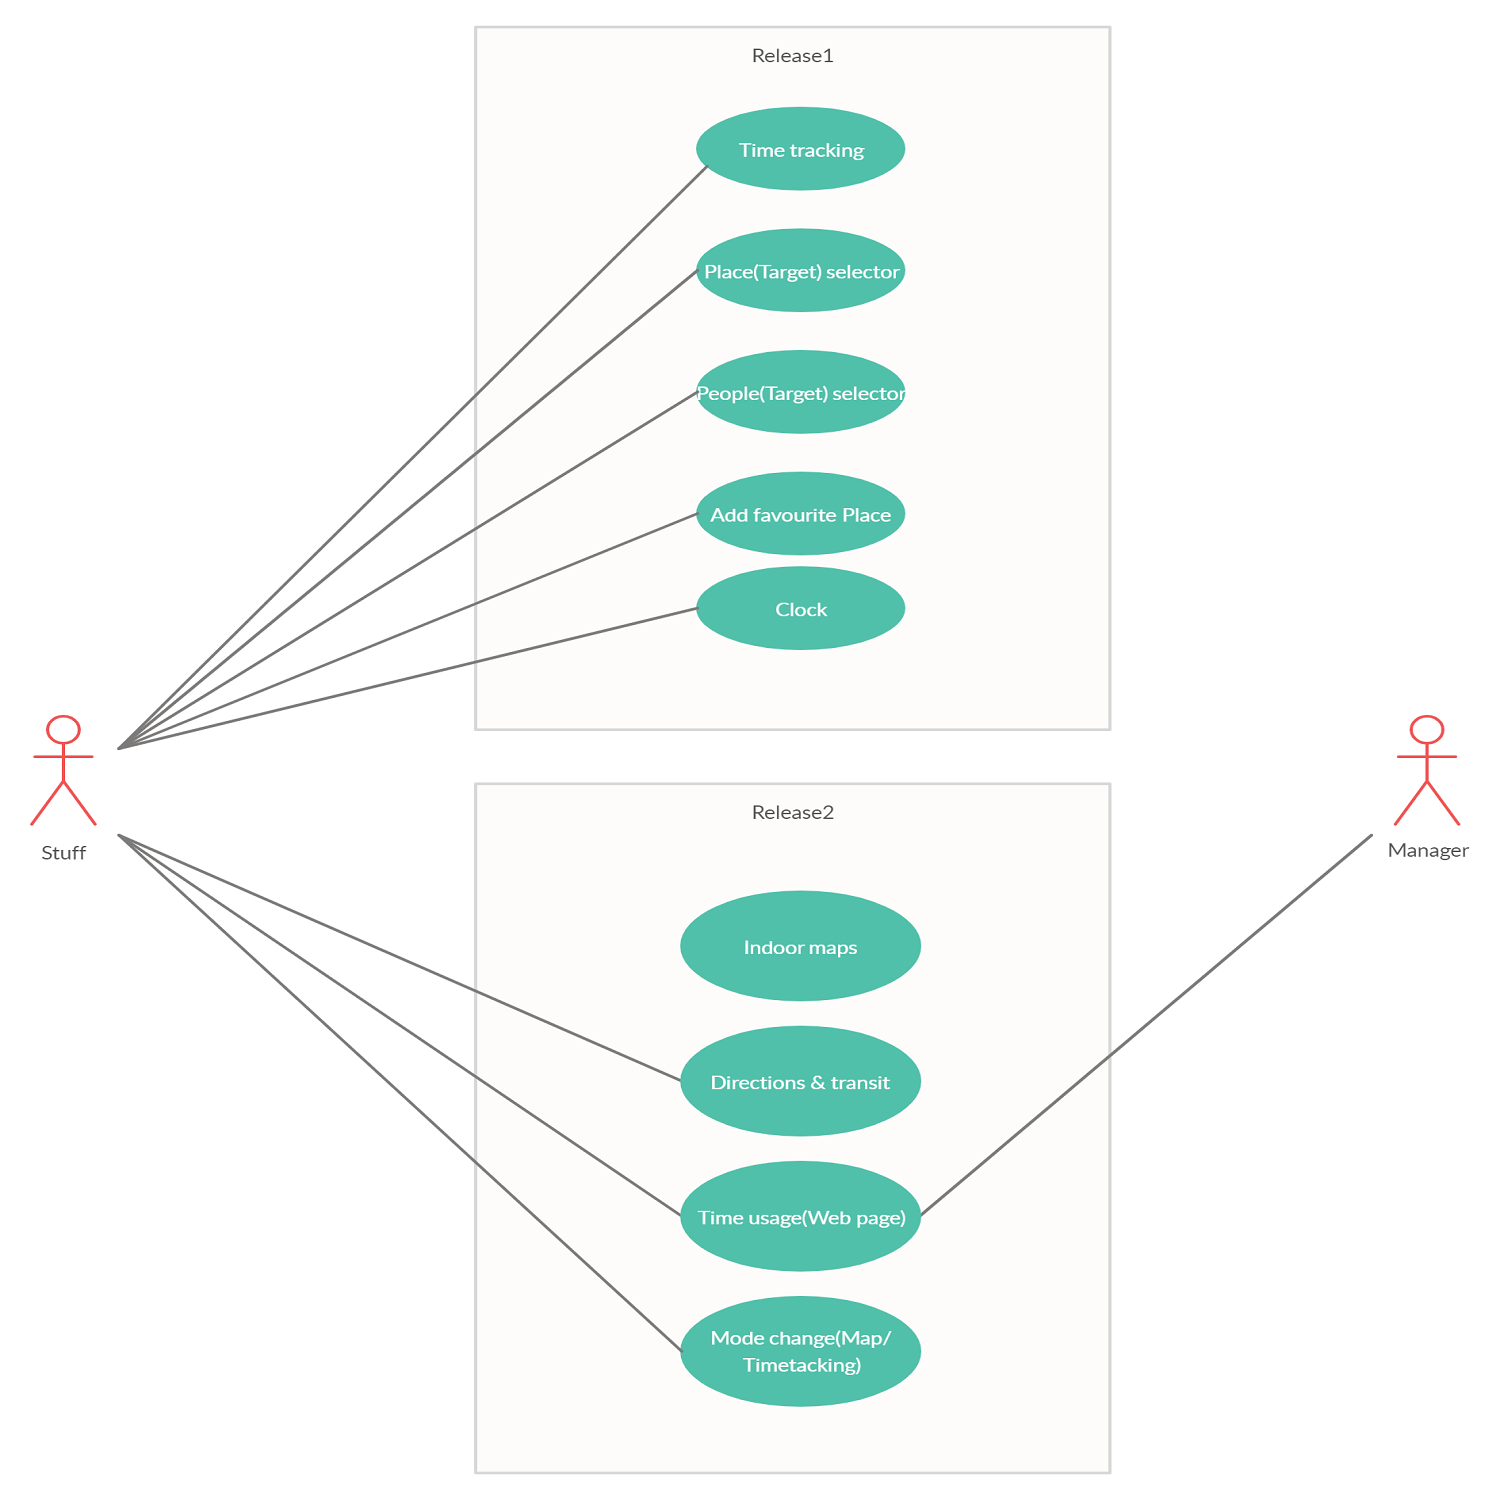 Release1
Time tracking
Place(Target) selector
People(Target) selector
Add favourite Place
Clock
Stuff
Manager
Release2
Indoor maps
Directions & transit
Time usage(Web page)
Mode change(Map/
Timetacking)